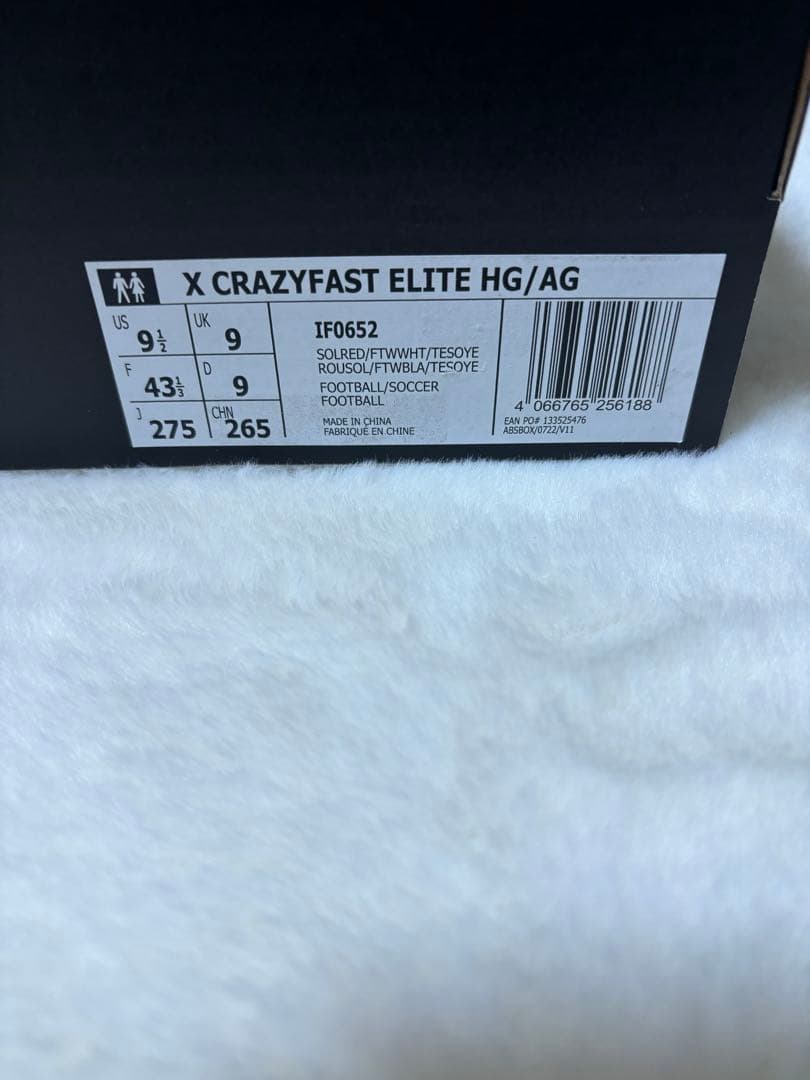 X CRAZYFAST ELITE HG/AG
US 9½ UK 9
F 43⅓ D 9
J 275 CHN 265
IF0652
SOLRED/FTWWHT/TESOYE
ROUSOL/FTWBLA/TESOYE
FOOTBALL/SOCCER
FOOTBALL
MADE IN CHINA
FABRIQUÉ EN CHINE
4 066765 256188
EAN PO# 133525476
ABSBOX/0722/V11